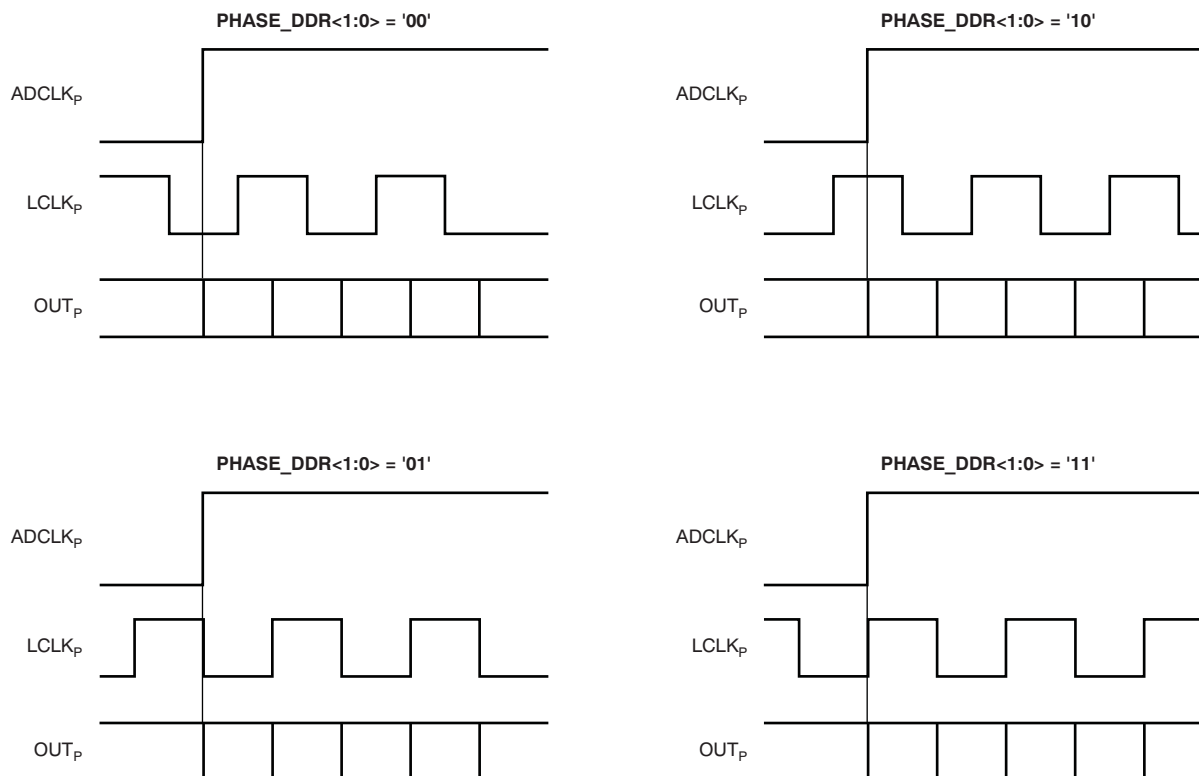 PHASE_DDR<1:0> = '00'
ADCLKP
LCLKP
OUTP
PHASE_DDR<1:0> = '10'
ADCLKP
LCLKP
OUTP
PHASE_DDR<1:0> = '01'
ADCLKP
LCLKP
OUTP
PHASE_DDR<1:0> = '11'
ADCLKP
LCLKP
OUTP